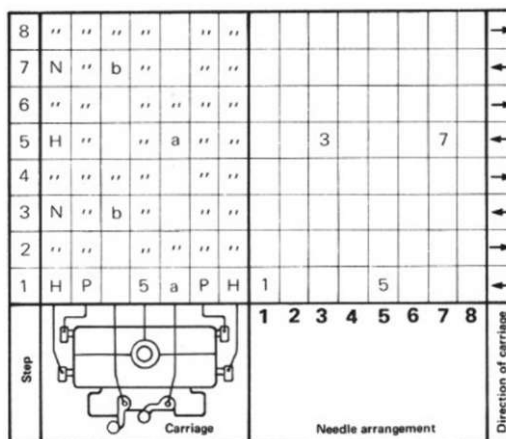 8 " " " " " " →
7 N " b " " " ←
6 " " " " " " →
5 H " " a " " 3 7 ←
4 " " " " " " →
3 N " b " " " ←
2 " " " " " " →
1 H P 5 a P H 1 5 ←
1 2 3 4 5 6 7 8
Step
Carriage
Needle arrangement
Direction of carriage